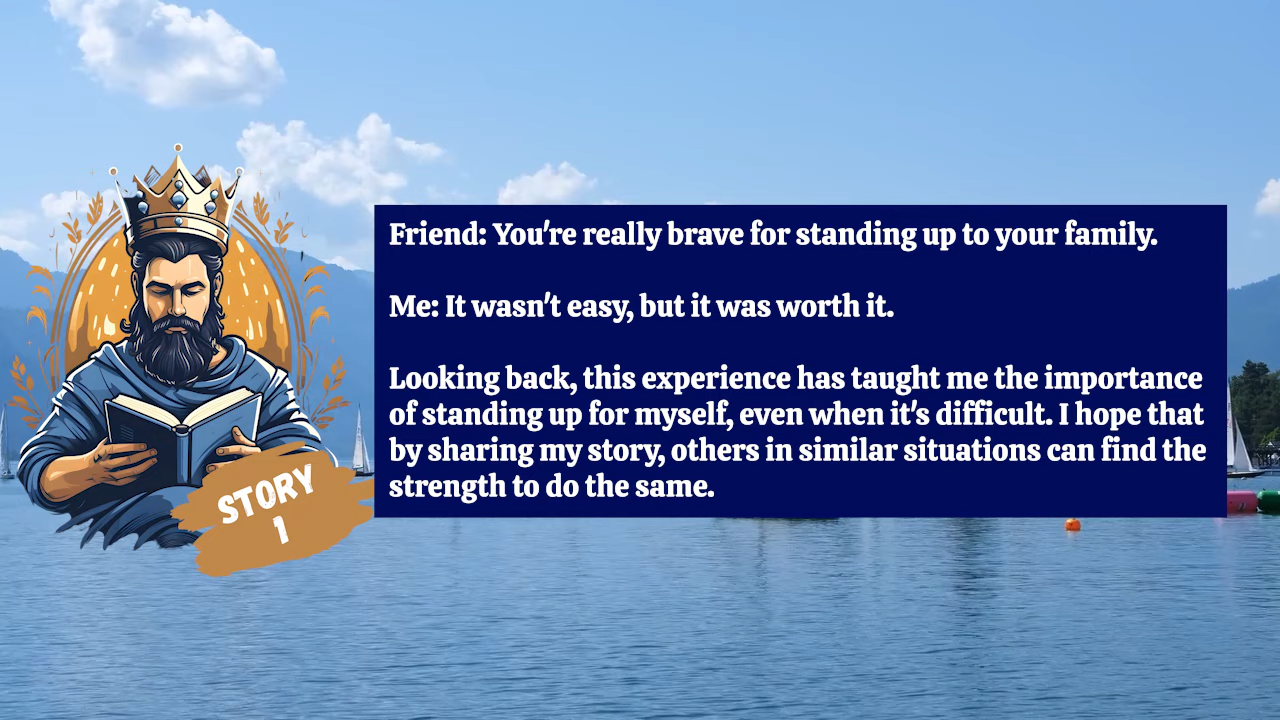 Friend: You're really brave for standing up to your family.
Me: It wasn't easy, but it was worth it.
Looking back, this experience has taught me the importance
of standing up for myself, even when it's difficult. I hope that
by sharing my story, others in similar situations can find the
strength to do the same.
STORY
1